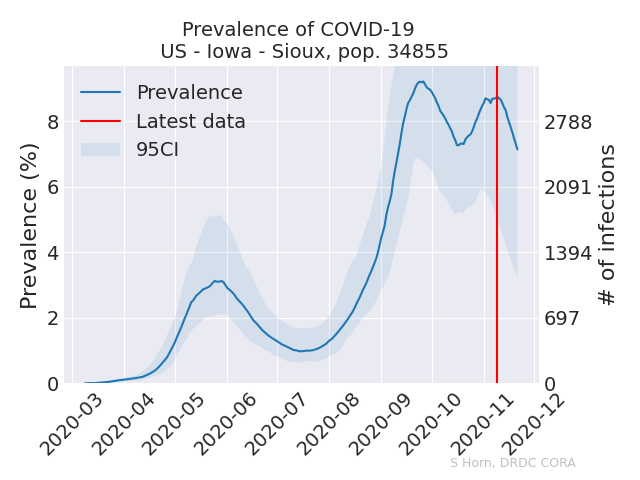 Prevalence of COVID-19
US - Iowa - Sioux, pop. 34855
Prevalence
Latest data
95CI
Prevalence (%)
8
6
4
2
0
2788
2091
1394
697
0
# of infections
2020-03
2020-04
2020-05
2020-06
2020-07
2020-08
2020-09
2020-10
2020-11
2020-12
S Horn, DRDC CORA